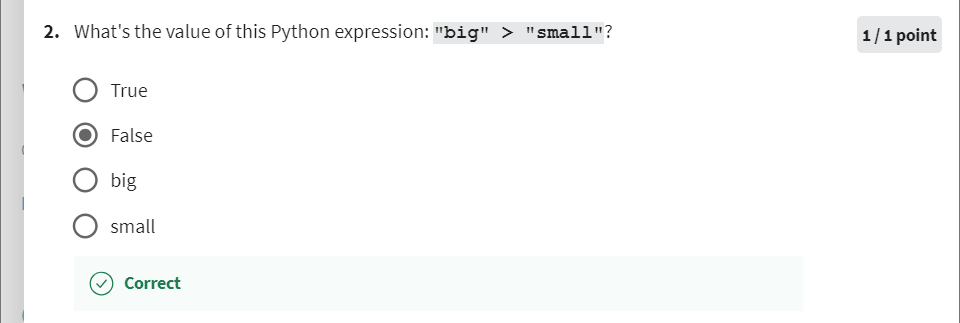 2. What's the value of this Python expression: "big" > "small"?
1 / 1 point
True
False
big
small
Correct